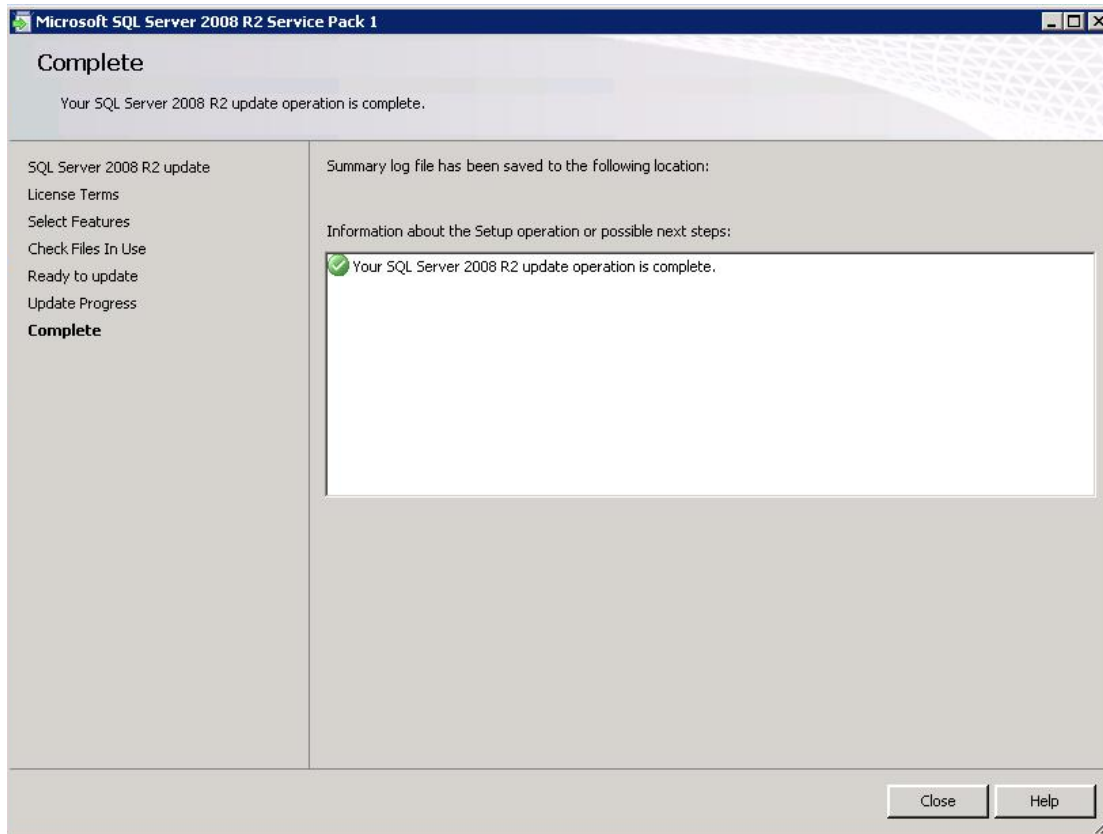 Microsoft SQL Server 2008 R2 Service Pack 1
Complete
Your SQL Server 2008 R2 update operation is complete.
SQL Server 2008 R2 update
License Terms
Select Features
Check Files In Use
Ready to update
Update Progress
Complete
Summary log file has been saved to the following location:
Information about the Setup operation or possible next steps:
Your SQL Server 2008 R2 update operation is complete.
Close
Help